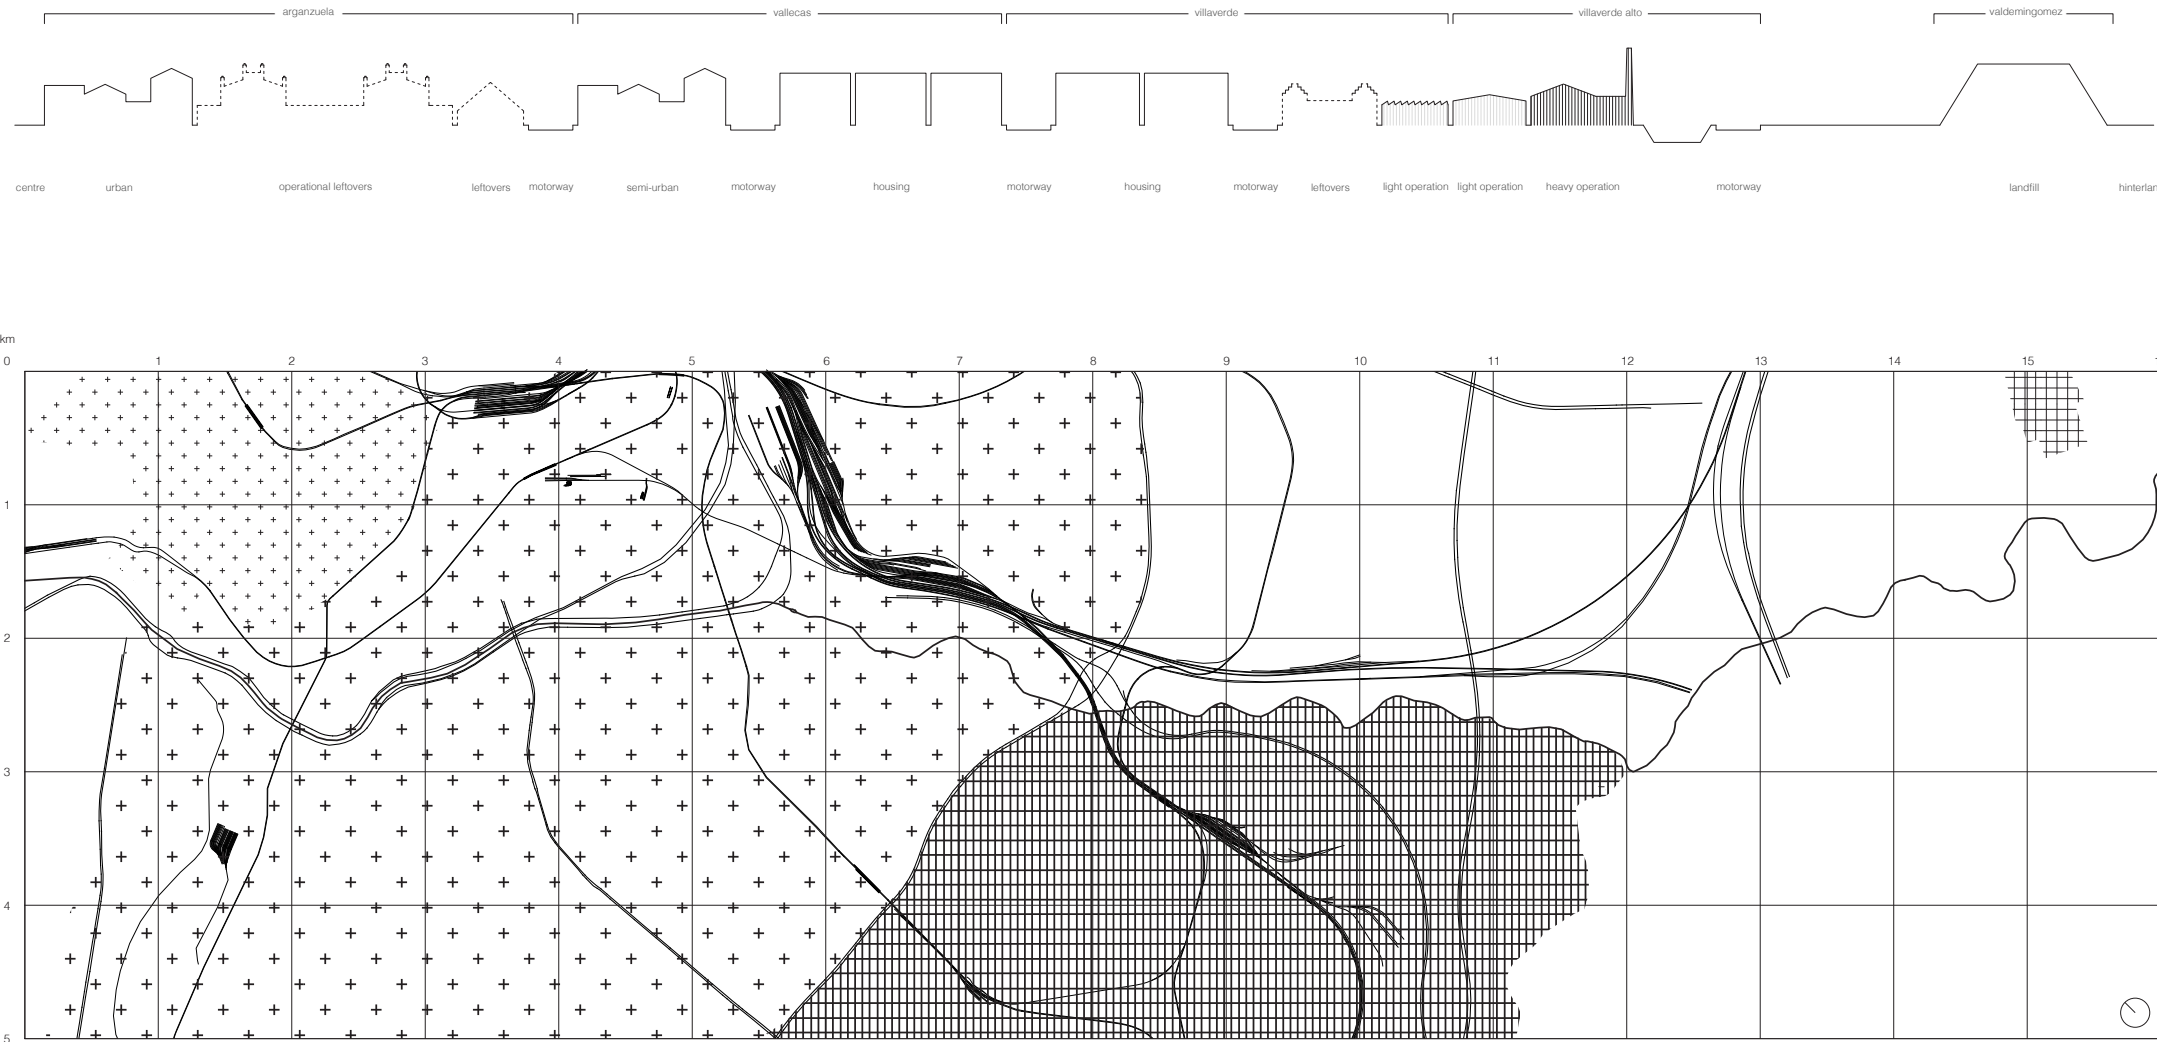 arganzuela vallecas villaverde villaverde alto valdemingomez
centre urban operational leftovers leftovers motorway semi-urban motorway housing motorway housing motorway leftovers light operation light operation heavy operation motorway landfill hinterlan
km
0 1 2 3 4 5 6 7 8 9 10 11 12 13 14 15 1
1
2
3
4
5